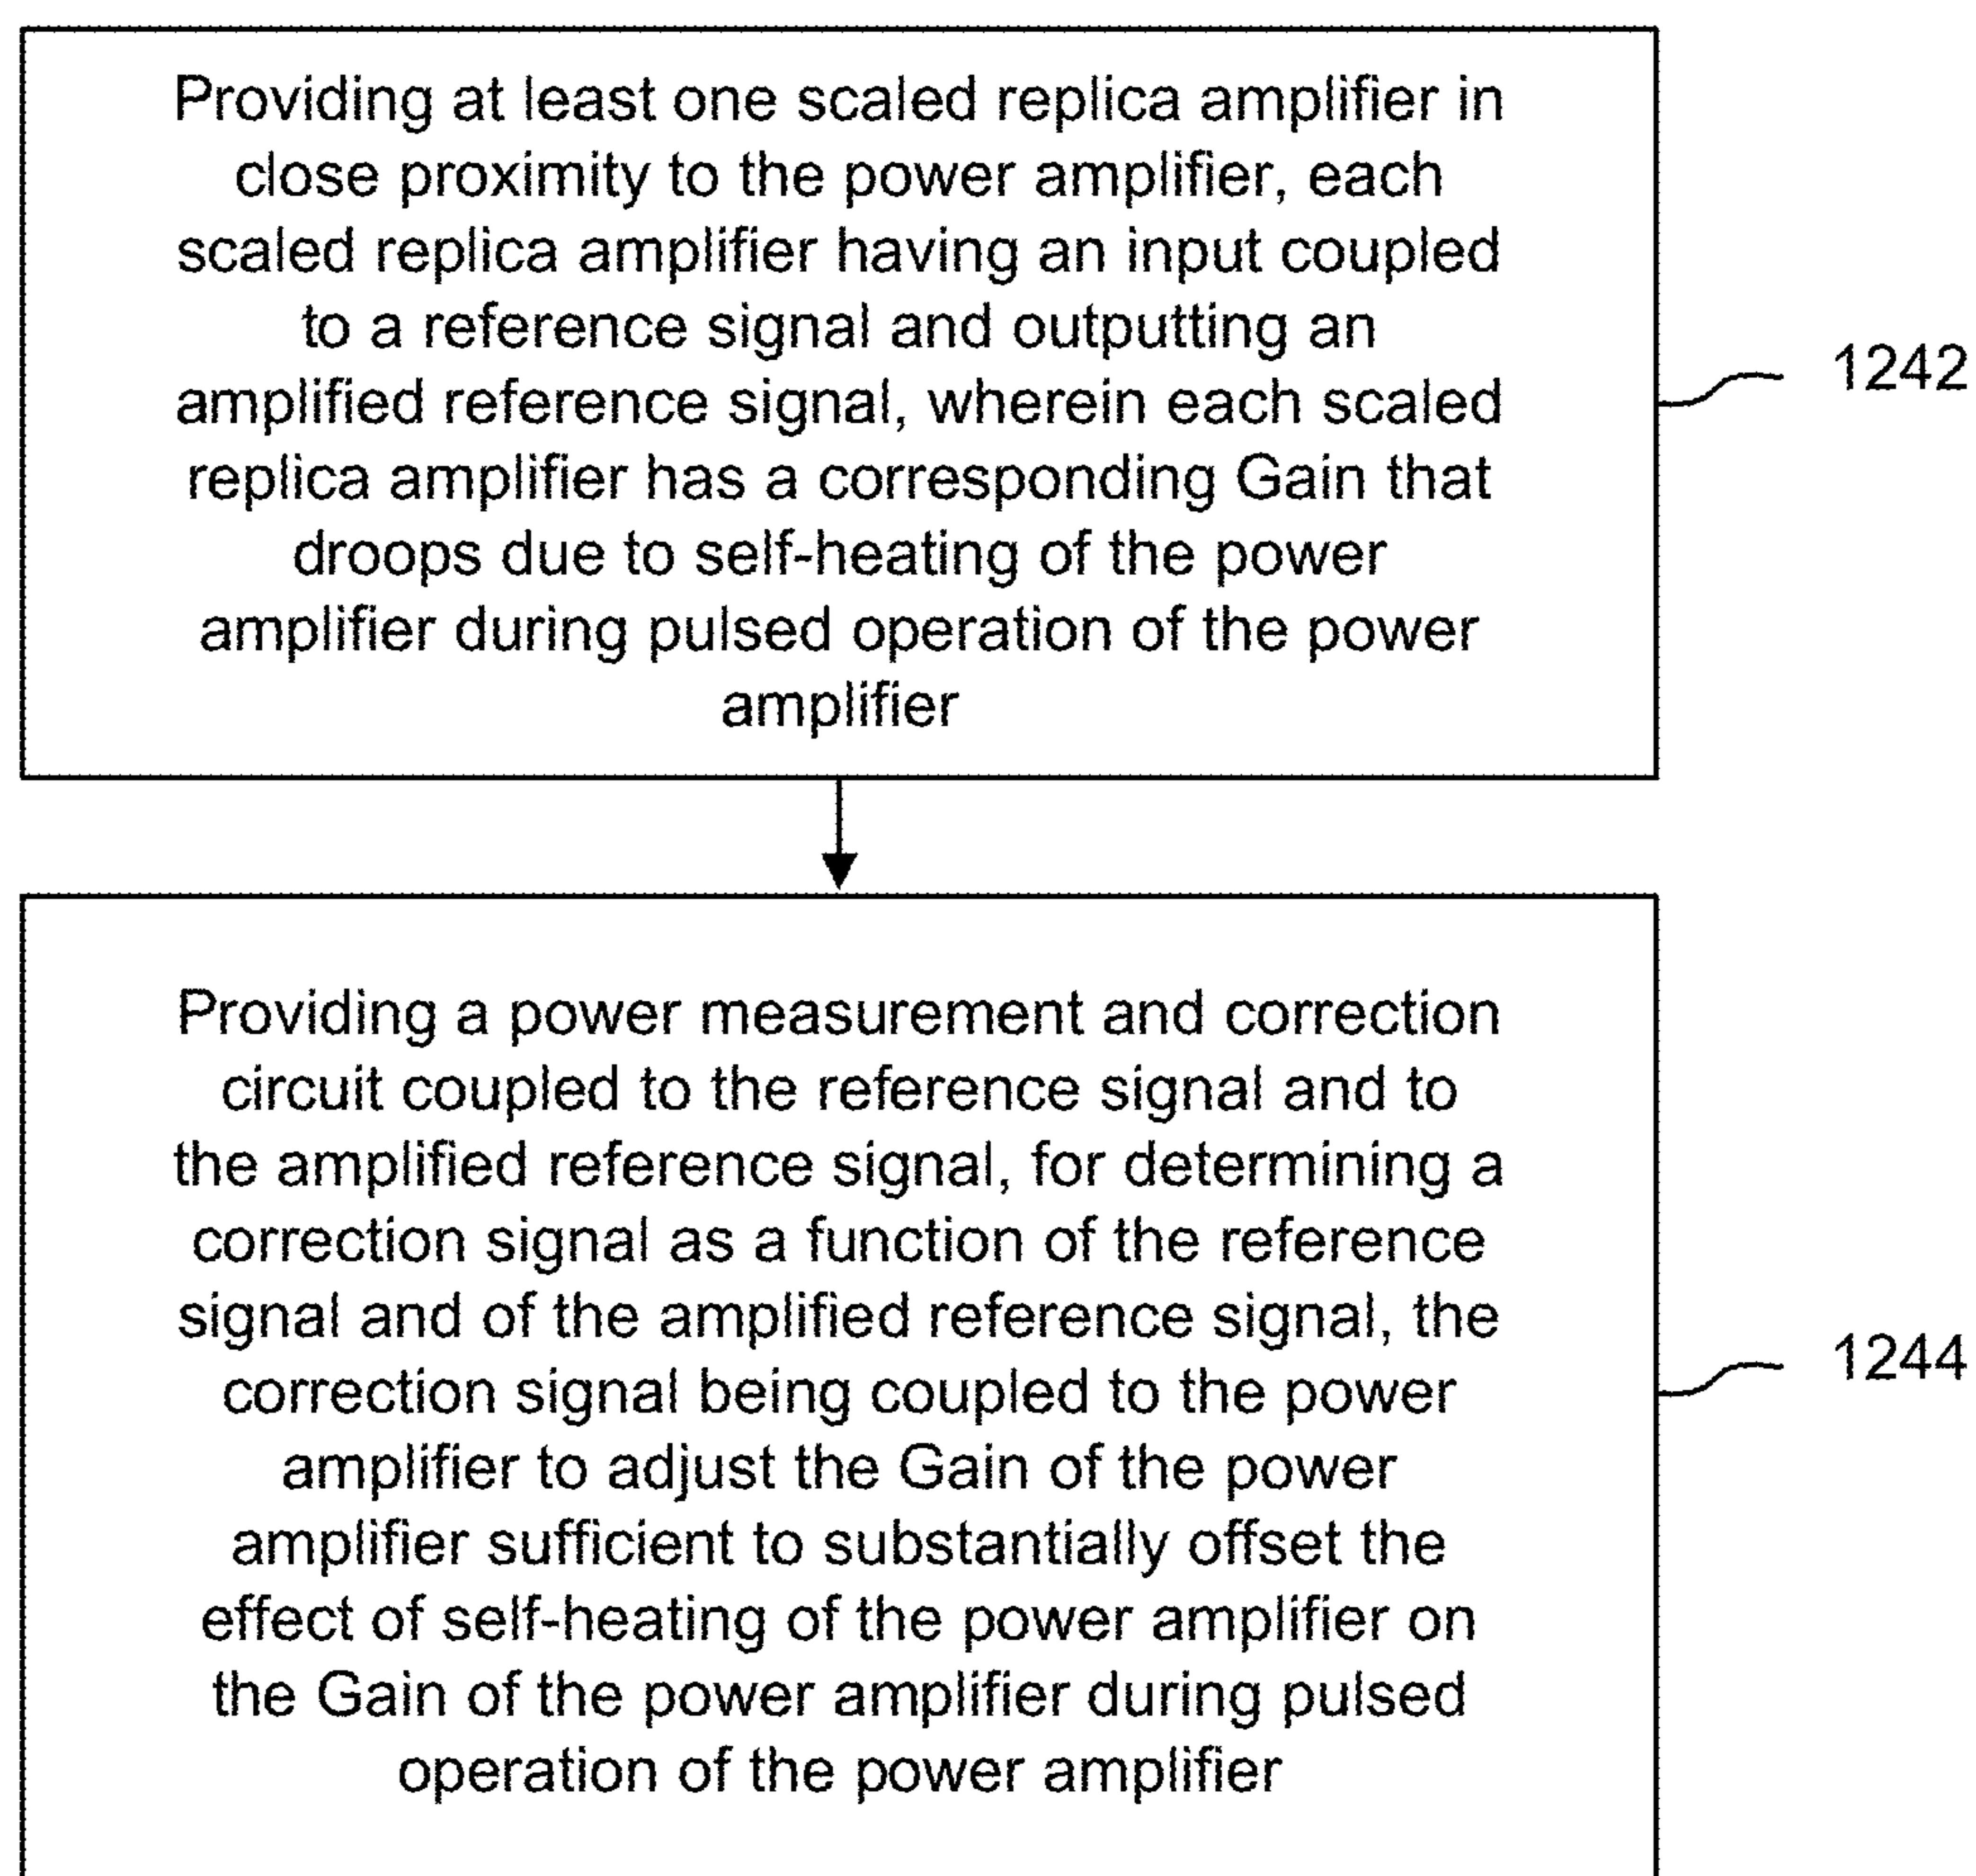 Providing at least one scaled replica amplifier in
close proximity to the power amplifier, each
scaled replica amplifier having an input coupled
to a reference signal and outputting an
amplified reference signal, wherein each scaled
replica amplifier has a corresponding Gain that
droops due to self-heating of the power
amplifier during pulsed operation of the power
amplifier
1242
Providing a power measurement and correction
circuit coupled to the reference signal and to
the amplified reference signal, for determining a
correction signal as a function of the reference
signal and of the amplified reference signal, the
correction signal being coupled to the power
amplifier to adjust the Gain of the power
amplifier sufficient to substantially offset the
effect of self-heating of the power amplifier on
the Gain of the power amplifier during pulsed
operation of the power amplifier
1244